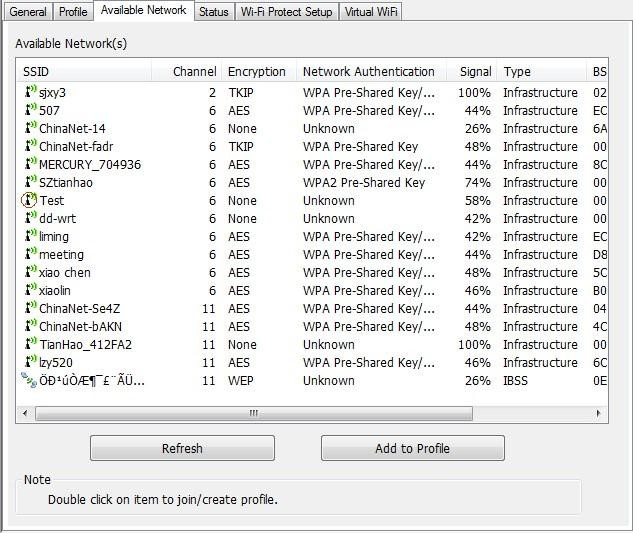 General Profile Available Network Status Wi-Fi Protect Setup Virtual WiFi
Available Network(s)
SSID Channel Encryption Network Authentication Signal Type BS
sjxy3 2 TKIP WPA Pre-Shared Key/... 100% Infrastructure 02
507 6 AES WPA Pre-Shared Key/... 44% Infrastructure EC
ChinaNet-14 6 None Unknown 26% Infrastructure 6A
ChinaNet-fadr 6 TKIP WPA Pre-Shared Key 48% Infrastructure 00
MERCURY_704936 6 AES WPA Pre-Shared Key/... 44% Infrastructure 8C
SZtianhao 6 AES WPA2 Pre-Shared Key 74% Infrastructure 00
Test 6 None Unknown 58% Infrastructure 00
dd-wrt 6 None Unknown 42% Infrastructure 00
liming 6 AES WPA Pre-Shared Key/... 42% Infrastructure EC
meeting 6 AES WPA Pre-Shared Key/... 44% Infrastructure D8
xiao chen 6 AES WPA Pre-Shared Key/... 48% Infrastructure 5C
xiaolin 6 AES WPA Pre-Shared Key/... 46% Infrastructure B0
ChinaNet-Se4Z 11 AES WPA Pre-Shared Key/... 44% Infrastructure 04
ChinaNet-bAKN 11 AES WPA Pre-Shared Key/... 48% Infrastructure 4C
TianHao_412FA2 11 None Unknown 100% Infrastructure 00
lzy520 11 AES WPA Pre-Shared Key/... 46% Infrastructure 6C
ÖÐ¹úÒÆ¶¯£¨ÃÜ... 11 WEP Unknown 26% IBSS 0E
Refresh Add to Profile
Note
Double click on item to join/create profile.